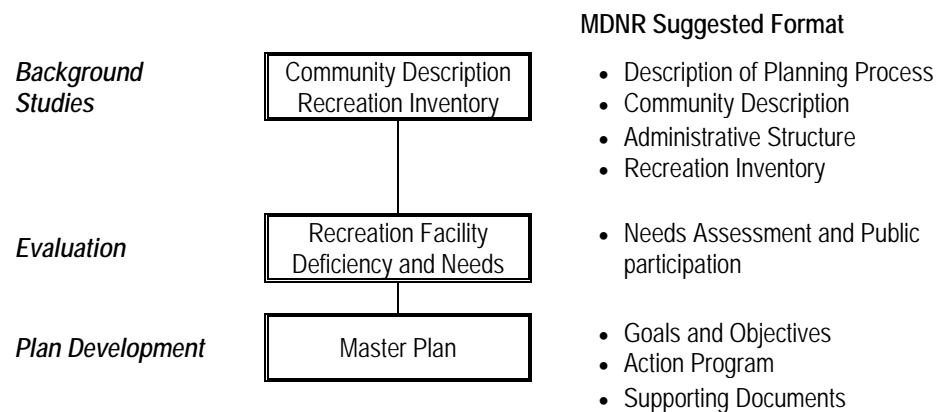 MDNR Suggested Format
Background
Studies
Community Description
Recreation Inventory
• Description of Planning Process
• Community Description
• Administrative Structure
• Recreation Inventory
Evaluation
Recreation Facility
Deficiency and Needs
• Needs Assessment and Public
participation
Plan Development
Master Plan
• Goals and Objectives
• Action Program
• Supporting Documents